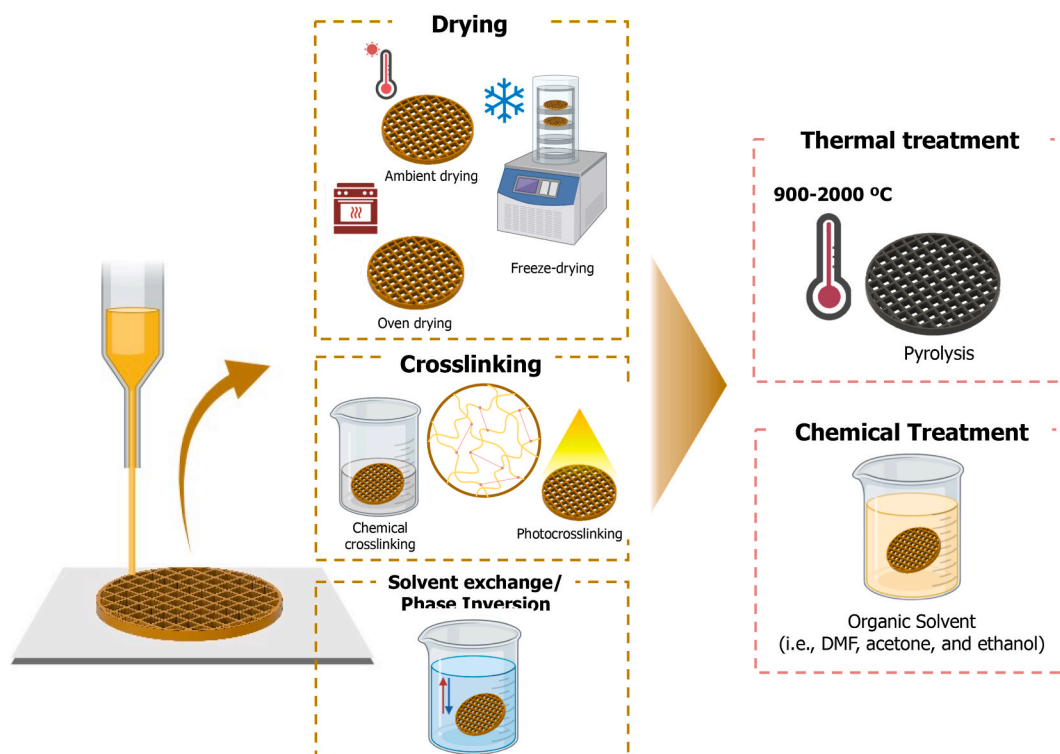 Drying
Ambient drying
Freeze-drying
Oven drying
Crosslinking
Chemical
crosslinking
Photocrosslinking
Solvent exchange/
Phase Inversion
Thermal treatment
900-2000 ºC
Pyrolysis
Chemical Treatment
Organic Solvent
(i.e., DMF, acetone, and ethanol)